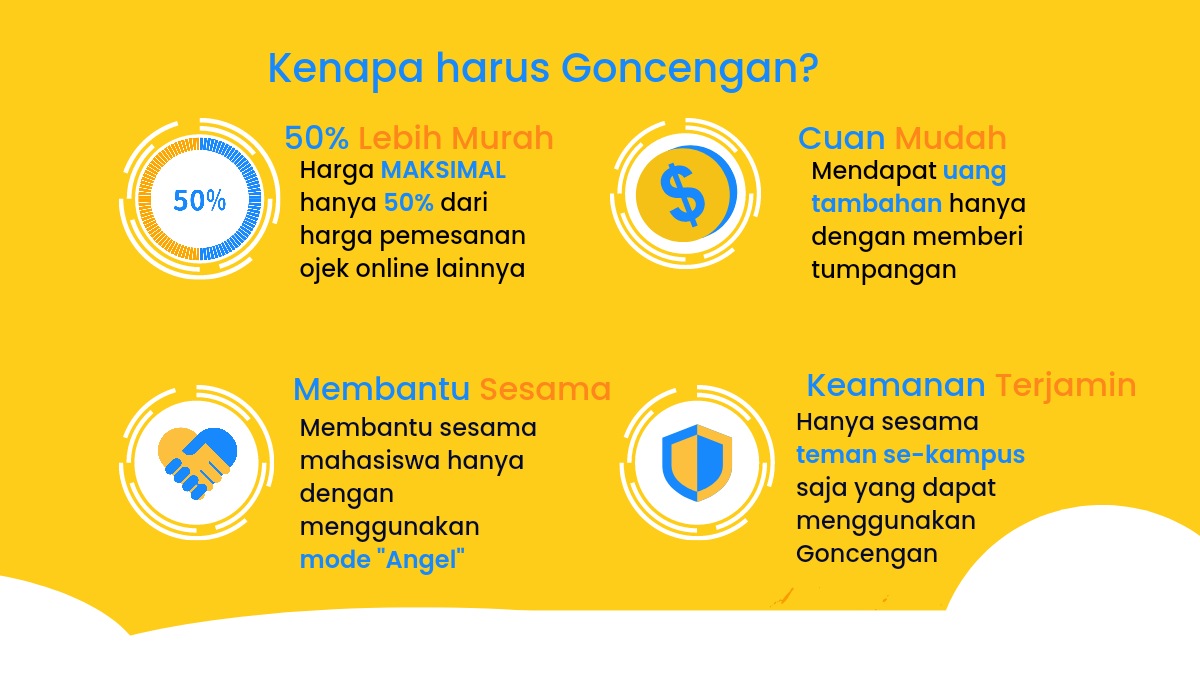 Kenapa harus Goncengan?
50% Lebih Murah
50%
Harga MAKSIMAL
hanya 50% dari
harga pemesanan
ojek online lainnya
Cuan Mudah
$
Mendapat uang
tambahan hanya
dengan memberi
tumpangan
Membantu Sesama
Membantu sesama
mahasiswa hanya
dengan
menggunakan
mode "Angel"
Keamanan Terjamin
Hanya sesama
teman se-kampus
saja yang dapat
menggunakan
Goncengan